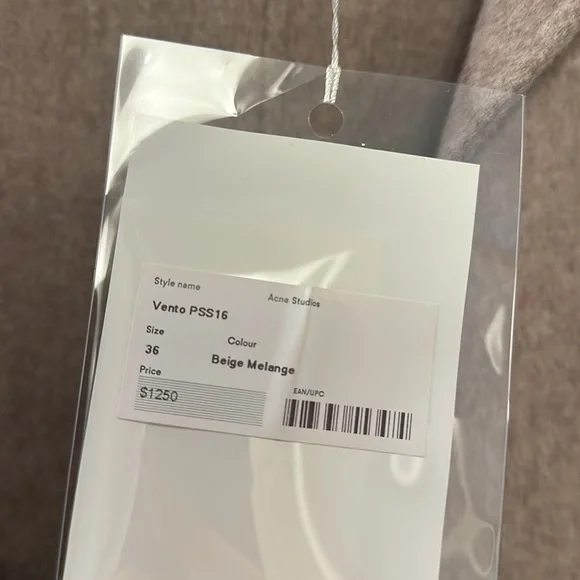 Style name
Acne Studios
Vento PSS16
Size
Colour
36
Beige Melange
Price
EAN/UPC
$1250